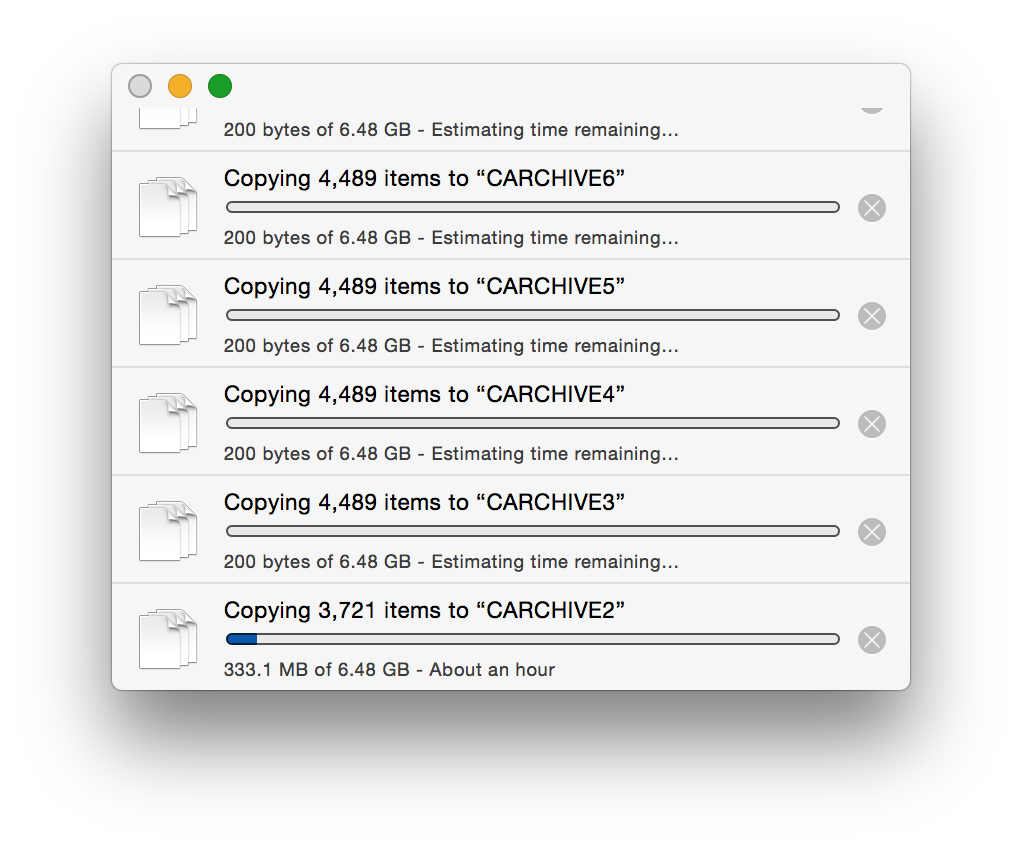 200 bytes of 6.48 GB - Estimating time remaining...
Copying 4,489 items to “CARCHIVE6”
200 bytes of 6.48 GB - Estimating time remaining...
Copying 4,489 items to “CARCHIVE5”
200 bytes of 6.48 GB - Estimating time remaining...
Copying 4,489 items to “CARCHIVE4”
200 bytes of 6.48 GB - Estimating time remaining...
Copying 4,489 items to “CARCHIVE3”
200 bytes of 6.48 GB - Estimating time remaining...
Copying 3,721 items to “CARCHIVE2”
333.1 MB of 6.48 GB - About an hour